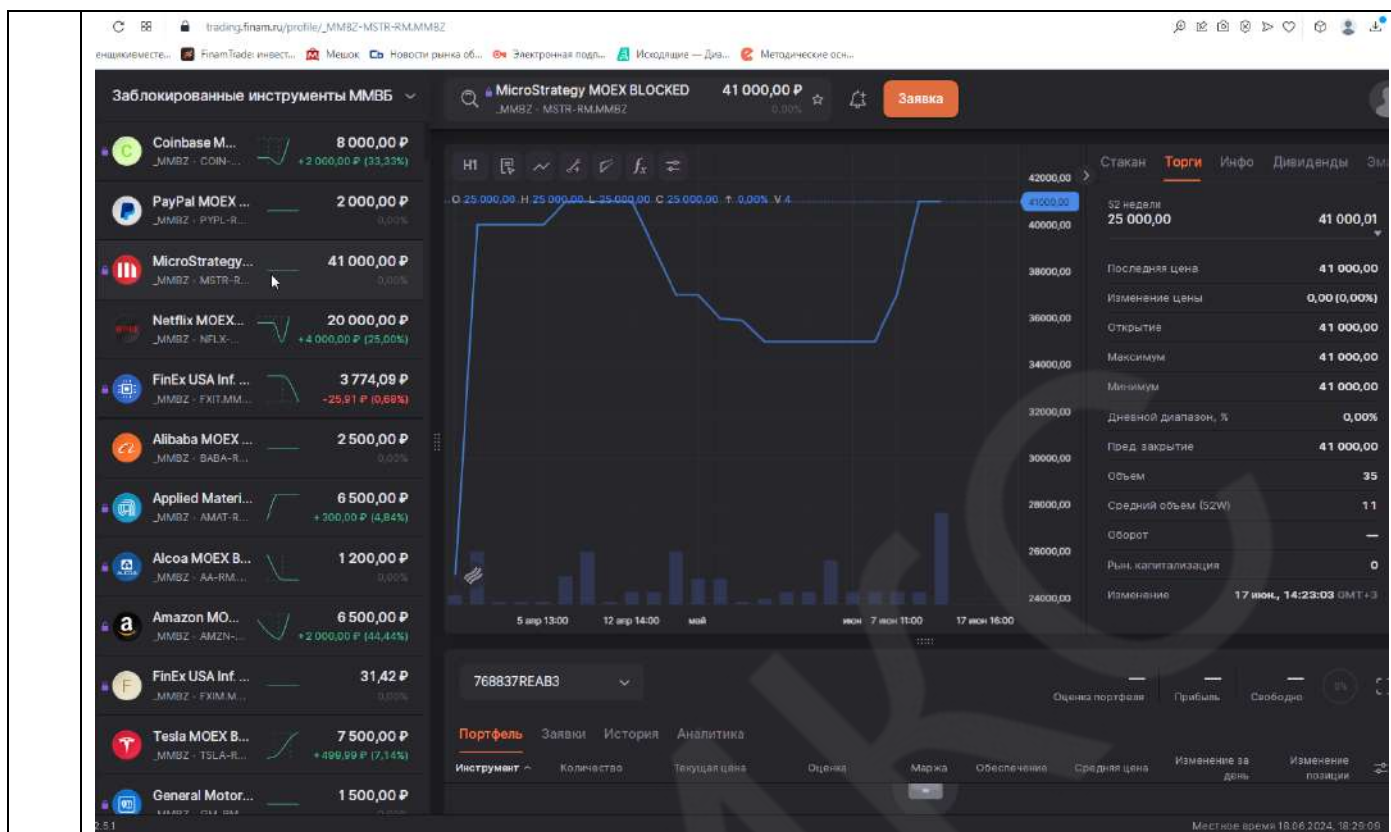 trading.finam.ru/profile/_MMBZ-MSTR-RM.MMBZ
енщикивместе... FinamTrade: инвест... Мешок Новости рынка об... Электронная подп... Исходящие — Диа... Методические осн...
Заблокированные инструменты ММВБ
MicroStrategy MOEX BLOCKED 41 000,00 ₽
_MMBZ · MSTR-RM.MMBZ 0,00%
Заявка
Coinbase M... 8 000,00 ₽
_MMBZ · COIN-... +2 000,00 ₽ (33,33%)
PayPal MOEX ... 2 000,00 ₽
_MMBZ · PYPL-R... 0,00%
MicroStrategy... 41 000,00 ₽
_MMBZ · MSTR-R... 0,00%
Netflix MOEX... 20 000,00 ₽
_MMBZ · NFLX-... +4 000,00 ₽ (25,00%)
FinEx USA Inf. ... 3 774,09 ₽
_MMBZ · FXIT.MM... -25,91 ₽ (0,68%)
Alibaba MOEX ... 2 500,00 ₽
_MMBZ · BABA-R... 0,00%
Applied Materi... 6 500,00 ₽
_MMBZ · AMAT-R... +300,00 ₽ (4,84%)
Alcoa MOEX B... 1 200,00 ₽
_MMBZ · AA-RM.... 0,00%
Amazon MO... 6 500,00 ₽
_MMBZ · AMZN-... +2 000,00 ₽ (44,44%)
FinEx USA Inf. ... 31,42 ₽
_MMBZ · FXIM.M... 0,00%
Tesla MOEX B... 7 500,00 ₽
_MMBZ · TSLA-R... +499,99 ₽ (7,14%)
General Motor... 1 500,00 ₽
2.5.1
H1
O 25 000,00 H 25 000,00 L 25 000,00 C 25 000,00 ↑ 0,00% V 4
42000,00
41000,00
40000,00
38000,00
36000,00
34000,00
32000,00
30000,00
28000,00
26000,00
24000,00
5 апр 13:00 12 апр 14:00 май июн 7 июн 11:00 17 июн 16:00
Стакан Торги Инфо Дивиденды
52 недели
25 000,00 41 000,01
Последняя цена 41 000,00
Изменение цены 0,00 (0,00%)
Открытие 41 000,00
Максимум 41 000,00
Минимум 41 000,00
Дневной диапазон, % 0,00%
Пред. закрытие 41 000,00
Объем 35
Средний объем (52W) 11
Оборот —
Рын. капитализация 0
Изменение 17 июн., 14:23:03 GMT+3
768837REAB3
Оценка портфеля Прибыль Свободно 0%
Портфель Заявки История Аналитика
Инструмент Количество Текущая цена Оценка Маржа Обеспечение Средняя цена Изменение за день Изменение позиции
Местное время 18.06.2024, 18:29:09